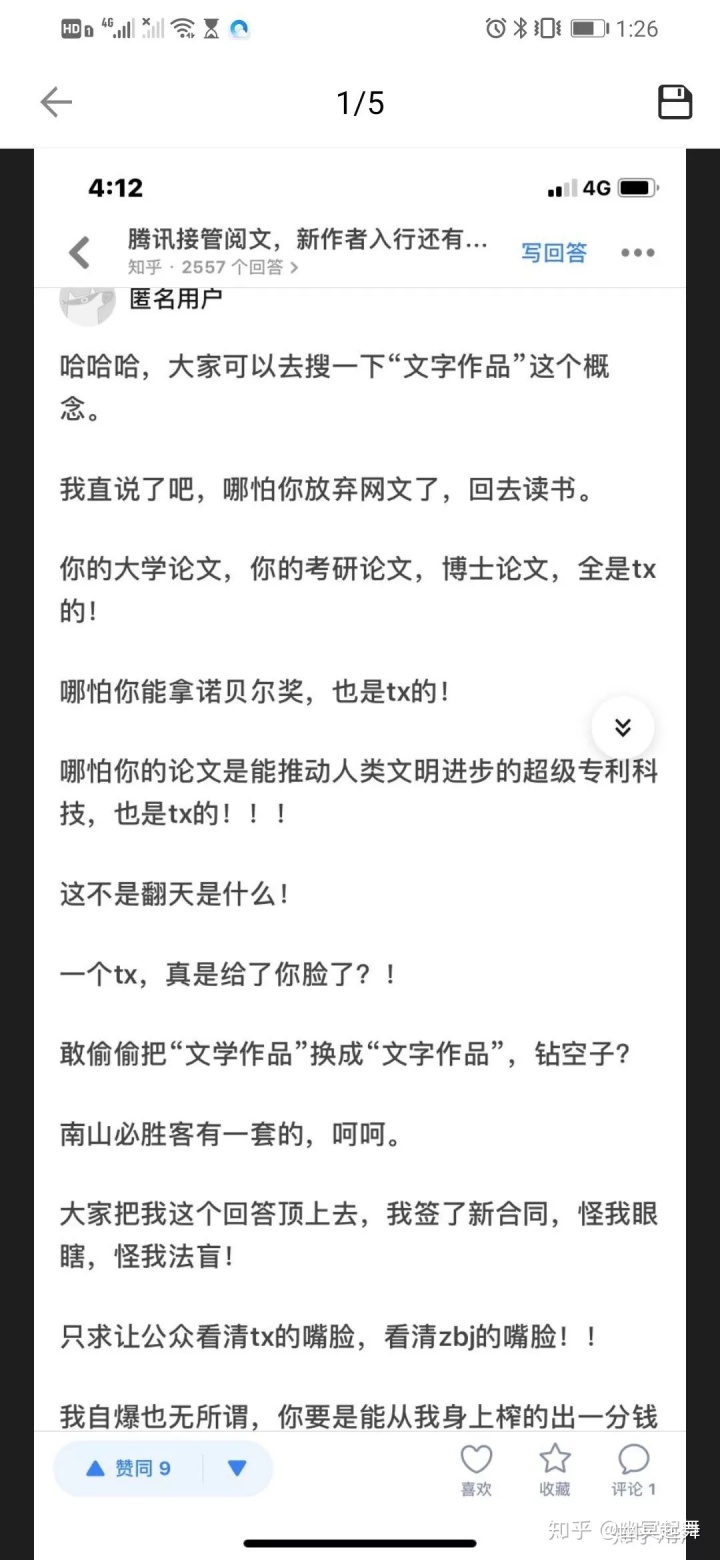 HD 1 4G 1:26
1/5
4:12 4G
腾讯接管阅文，新作者入行还有...
写回答
知乎 · 2557 个回答 >
匿名用户
哈哈哈，大家可以去搜一下“文字作品”这个概
念。
我直说了吧，哪怕你放弃网文了，回去读书。
你的大学论文，你的考研论文，博士论文，全是tx
的！
哪怕你能拿诺贝尔奖，也是tx的！
哪怕你的论文是能推动人类文明进步的超级专利科
技，也是tx的！！！
这不是翻天是什么！
一个tx，真是给了你脸了？！
敢偷偷把“文学作品”换成“文字作品”，钻空子？
南山必胜客有一套的，呵呵。
大家把我这个回答顶上去，我签了新合同，怪我眼
瞎，怪我法盲！
只求让公众看清tx的嘴脸，看清zbj的嘴脸！！
我自爆也无所谓，你要是能从我身上榨的出一分钱
赞同 9
喜欢
收藏
评论 1
知乎 @幽冥起舞